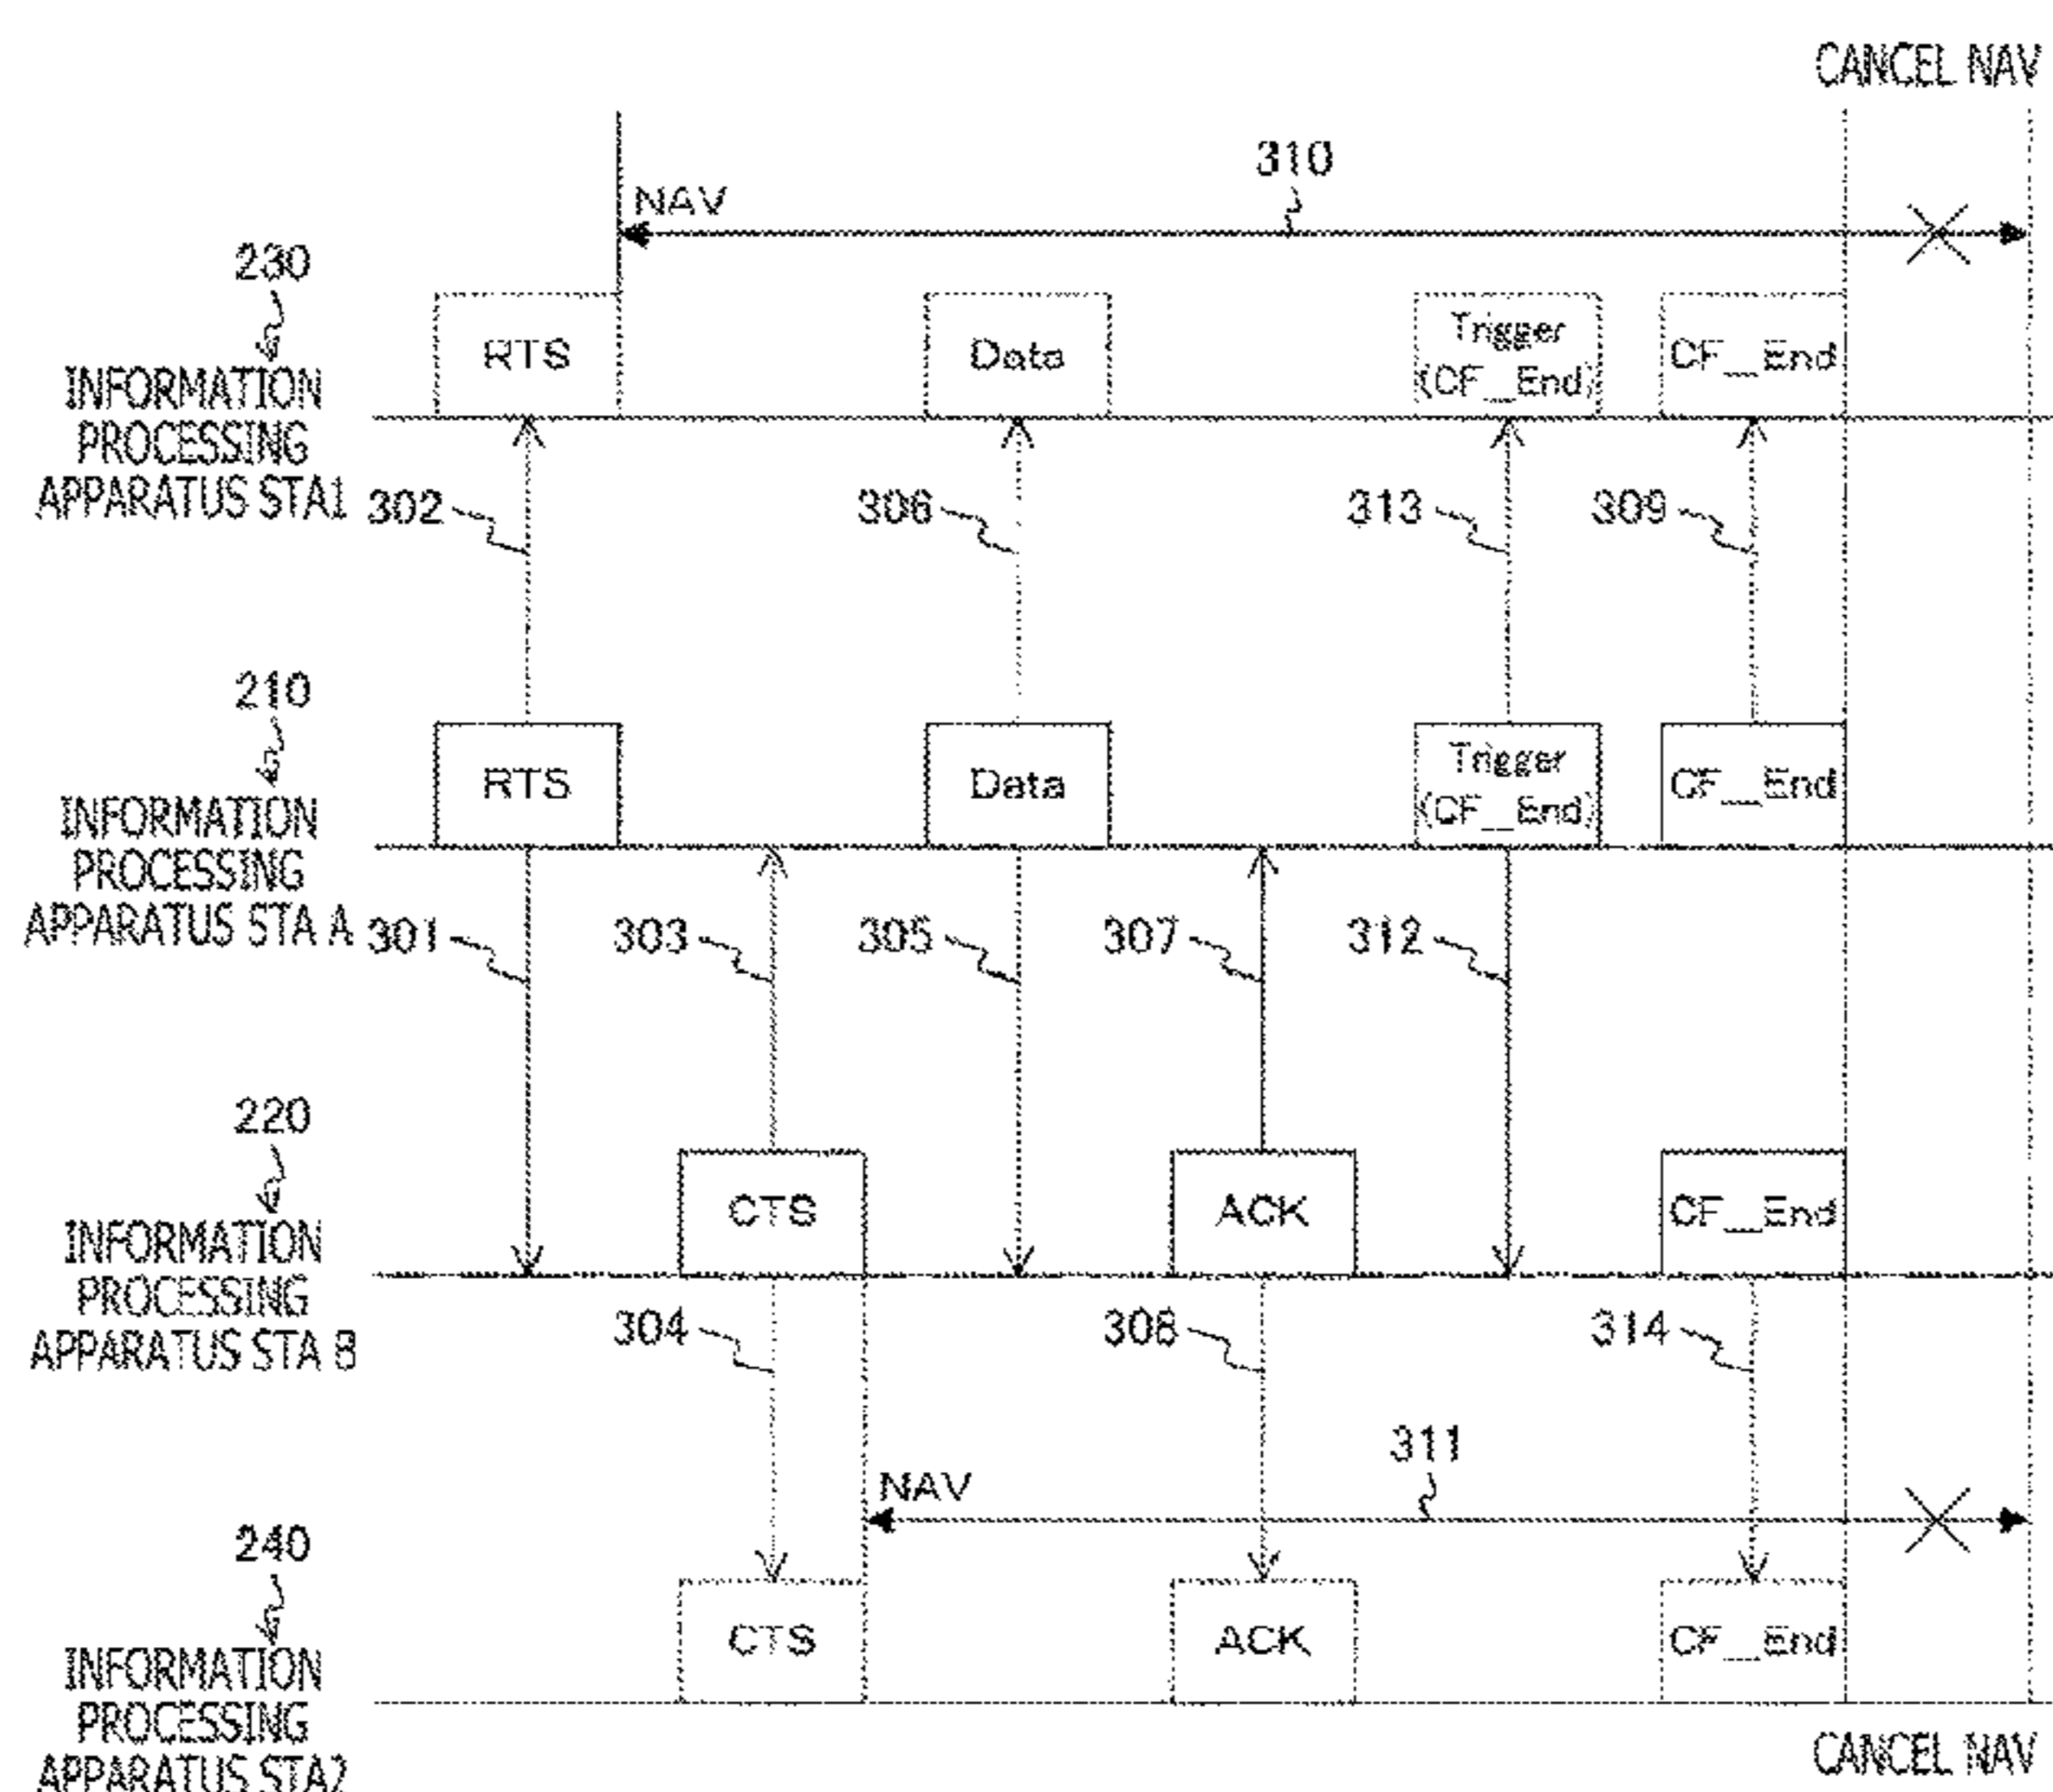 CANCEL NAV
310
NAV
230
RTS
Data
Trigger
(CF_End)
CF_End
INFORMATION
PROCESSING
APPARATUS STA1
302
306
313
309
210
RTS
Data
Trigger
(CF_End)
CF_End
INFORMATION
PROCESSING
APPARATUS STA A
301
303
305
307
312
220
CTS
ACK
CF_End
INFORMATION
PROCESSING
APPARATUS STA B
304
308
314
311
NAV
240
CTS
ACK
CF_End
INFORMATION
PROCESSING
APPARATUS STA2
CANCEL NAV